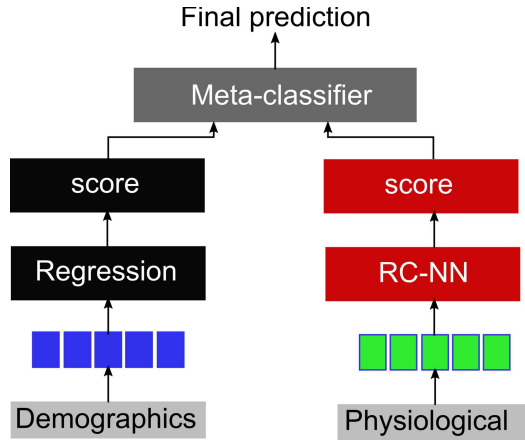 Final prediction
Meta-classifier
score
score
Regression
RC-NN
Demographics
Physiological